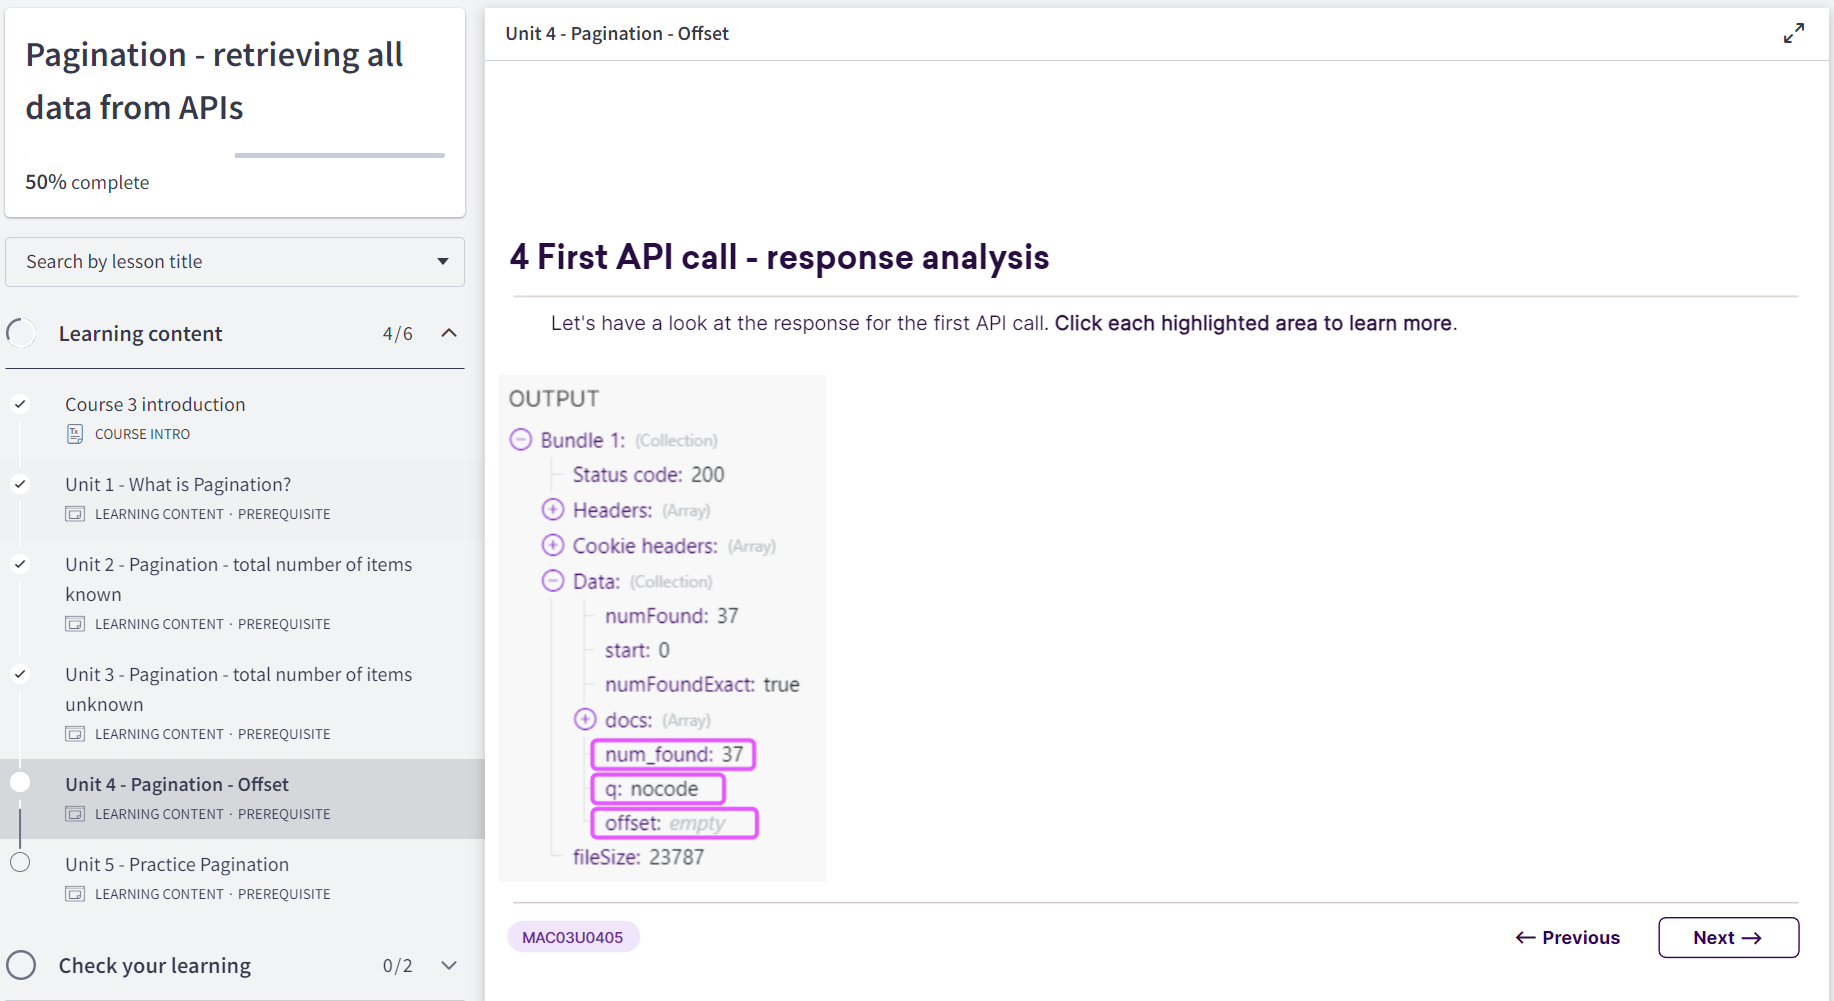 Pagination - retrieving all
data from APIs
50% complete
Search by lesson title
Learning content 4/6
Course 3 introduction
COURSE INTRO
Unit 1 - What is Pagination?
LEARNING CONTENT · PREREQUISITE
Unit 2 - Pagination - total number of items
known
LEARNING CONTENT · PREREQUISITE
Unit 3 - Pagination - total number of items
unknown
LEARNING CONTENT · PREREQUISITE
Unit 4 - Pagination - Offset
LEARNING CONTENT · PREREQUISITE
Unit 5 - Practice Pagination
LEARNING CONTENT · PREREQUISITE
Check your learning 0/2
Unit 4 - Pagination - Offset
4 First API call - response analysis
Let's have a look at the response for the first API call. Click each highlighted area to learn more.
OUTPUT
Bundle 1: (Collection)
Status code: 200
Headers: (Array)
Cookie headers: (Array)
Data: (Collection)
numFound: 37
start: 0
numFoundExact: true
docs: (Array)
num_found: 37
q: nocode
offset: empty
fileSize: 23787
MAC03U0405
← Previous
Next →